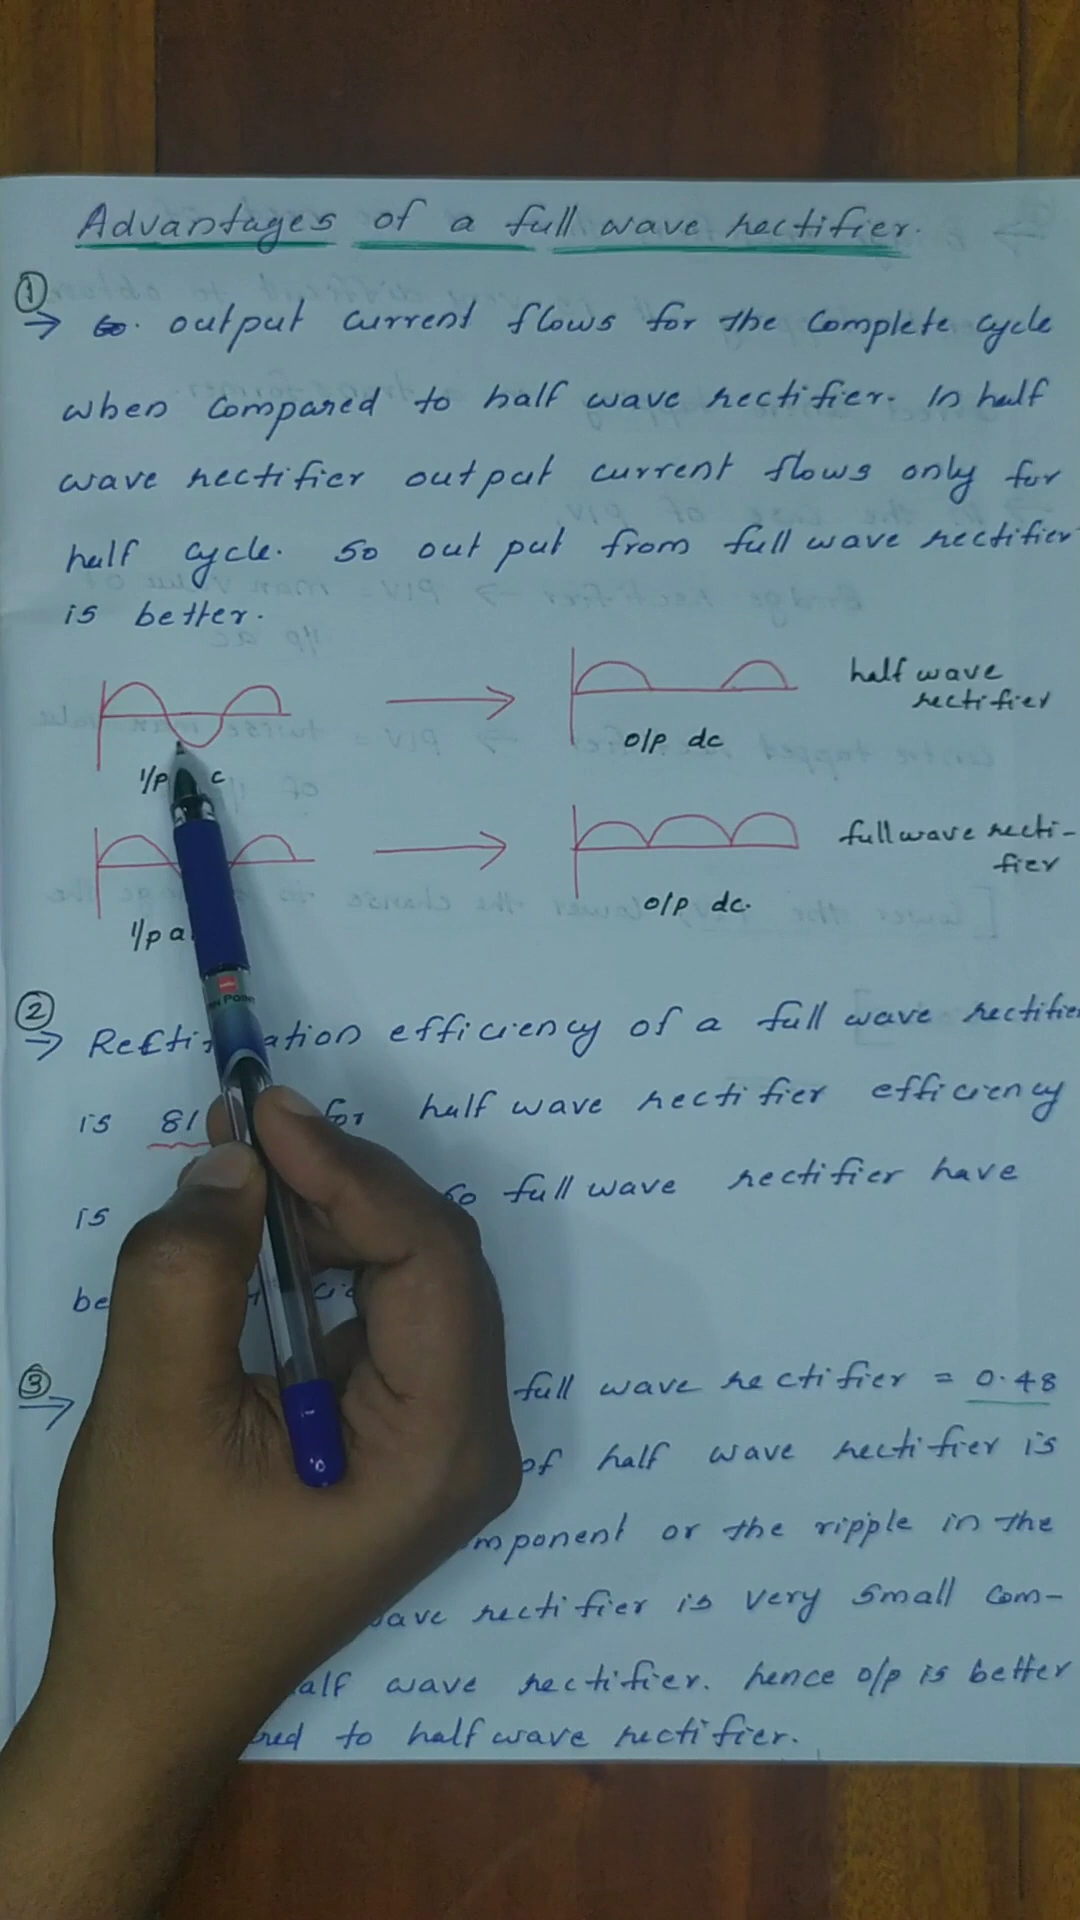 Advantages of a full wave rectifier.
①
→ output current flows for the complete cycle
when compared to half wave rectifier. In half
wave rectifier output current flows only for
half cycle. So out put from full wave rectifier
is better.
half wave
rectifier
O/P dc
I/P c
full wave recti-
fier
O/P dc.
I/p a
②
→ Rectification efficiency of a full wave rectifie
is 81 for half wave rectifier efficiency
is so full wave rectifier have
be
③
→ full wave rectifier = 0.48
of half wave rectifier is
mponent or the ripple in the
wave rectifier is very small com-
alf wave rectifier. hence o/p is better
red to half wave rectifier.